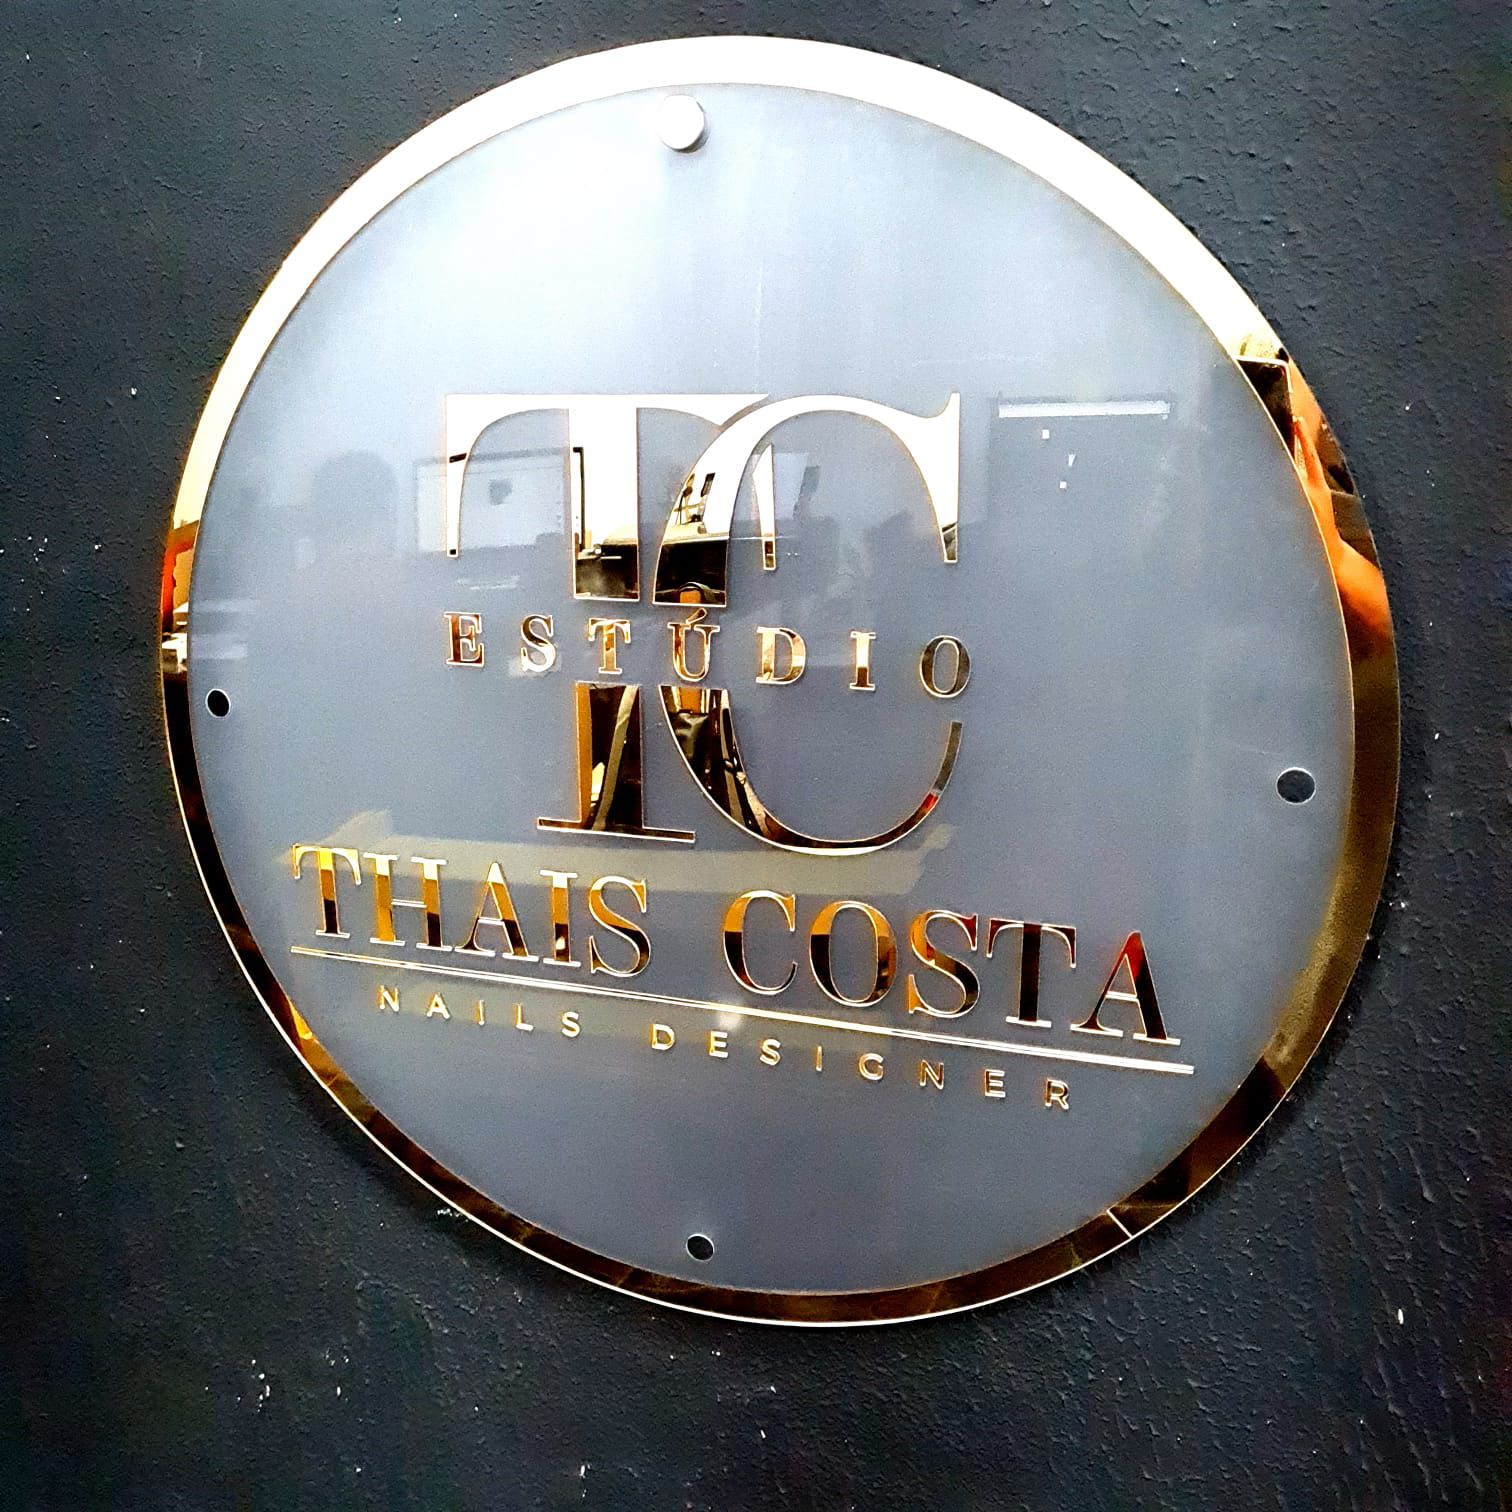 TC
ESTÚDIO
THAIS COSTA
NAILS DESIGNER